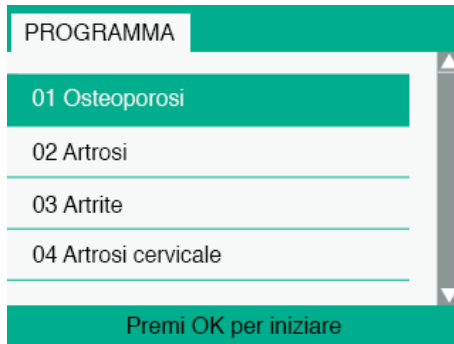 PROGRAMMA
01 Osteoporosi
02 Artrosi
03 Artrite
04 Artrosi cervicale
Premi OK per iniziare